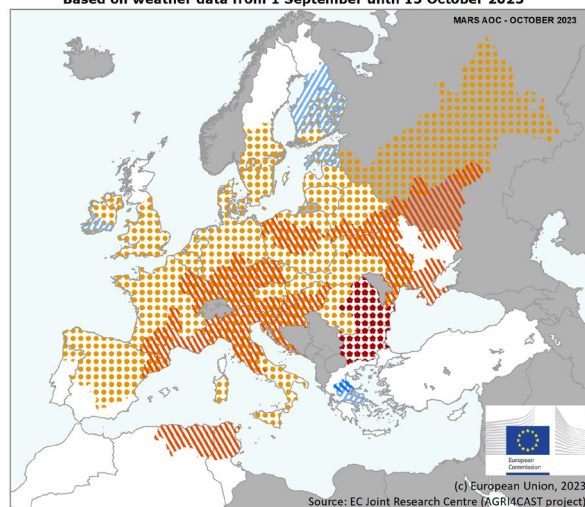 Based on weather data from 1 September until 15 October 2023
MARS AOC - OCTOBER 2023
European
Commission
(c) European Union, 2023
Source: EC Joint Research Centre (AGRI4CAST project)